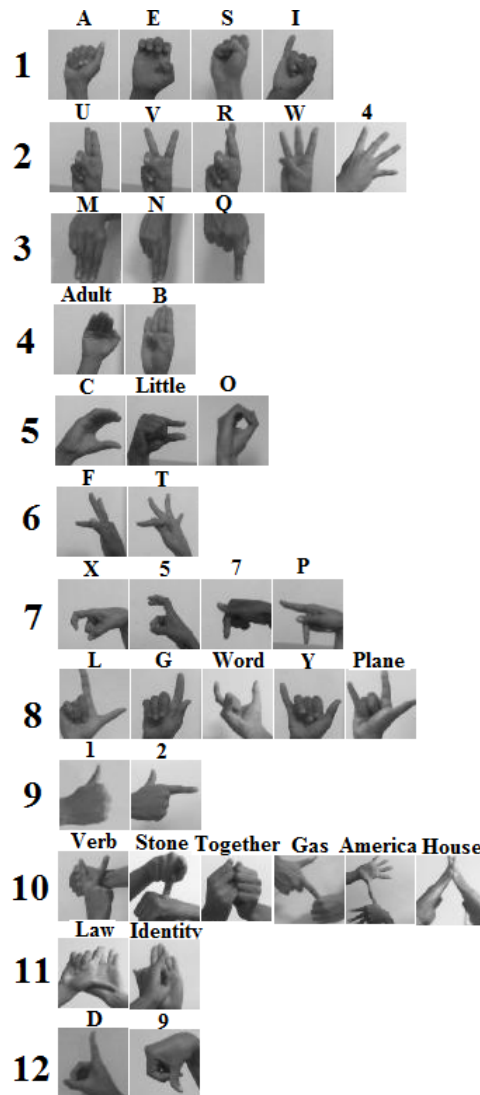 A E S I
1
U V R W 4
2
M N Q
3
Adult B
4
C Little O
5
F T
6
X 5 7 P
7
L G Word Y Plane
8
1 2
9
Verb Stone Together Gas America House
10
Law Identity
11
D 9
12